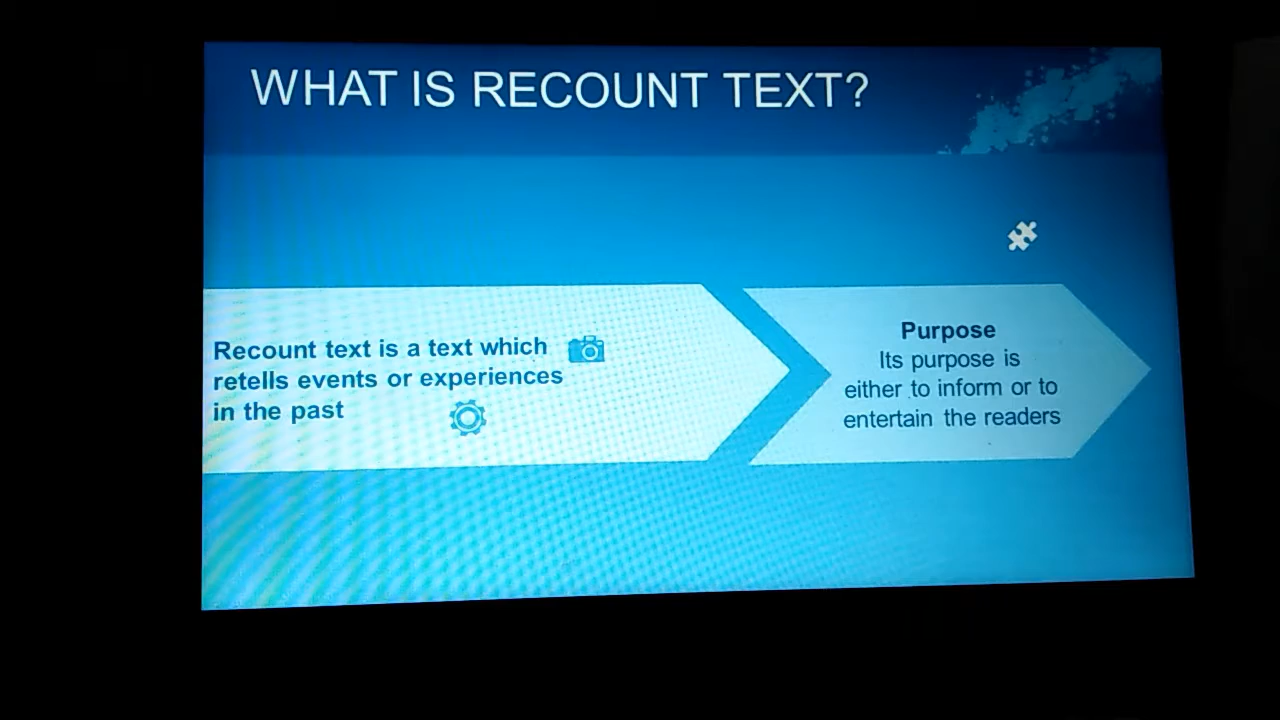 WHAT IS RECOUNT TEXT?
Recount text is a text which
retells events or experiences
in the past
Purpose
Its purpose is
either to inform or to
entertain the readers